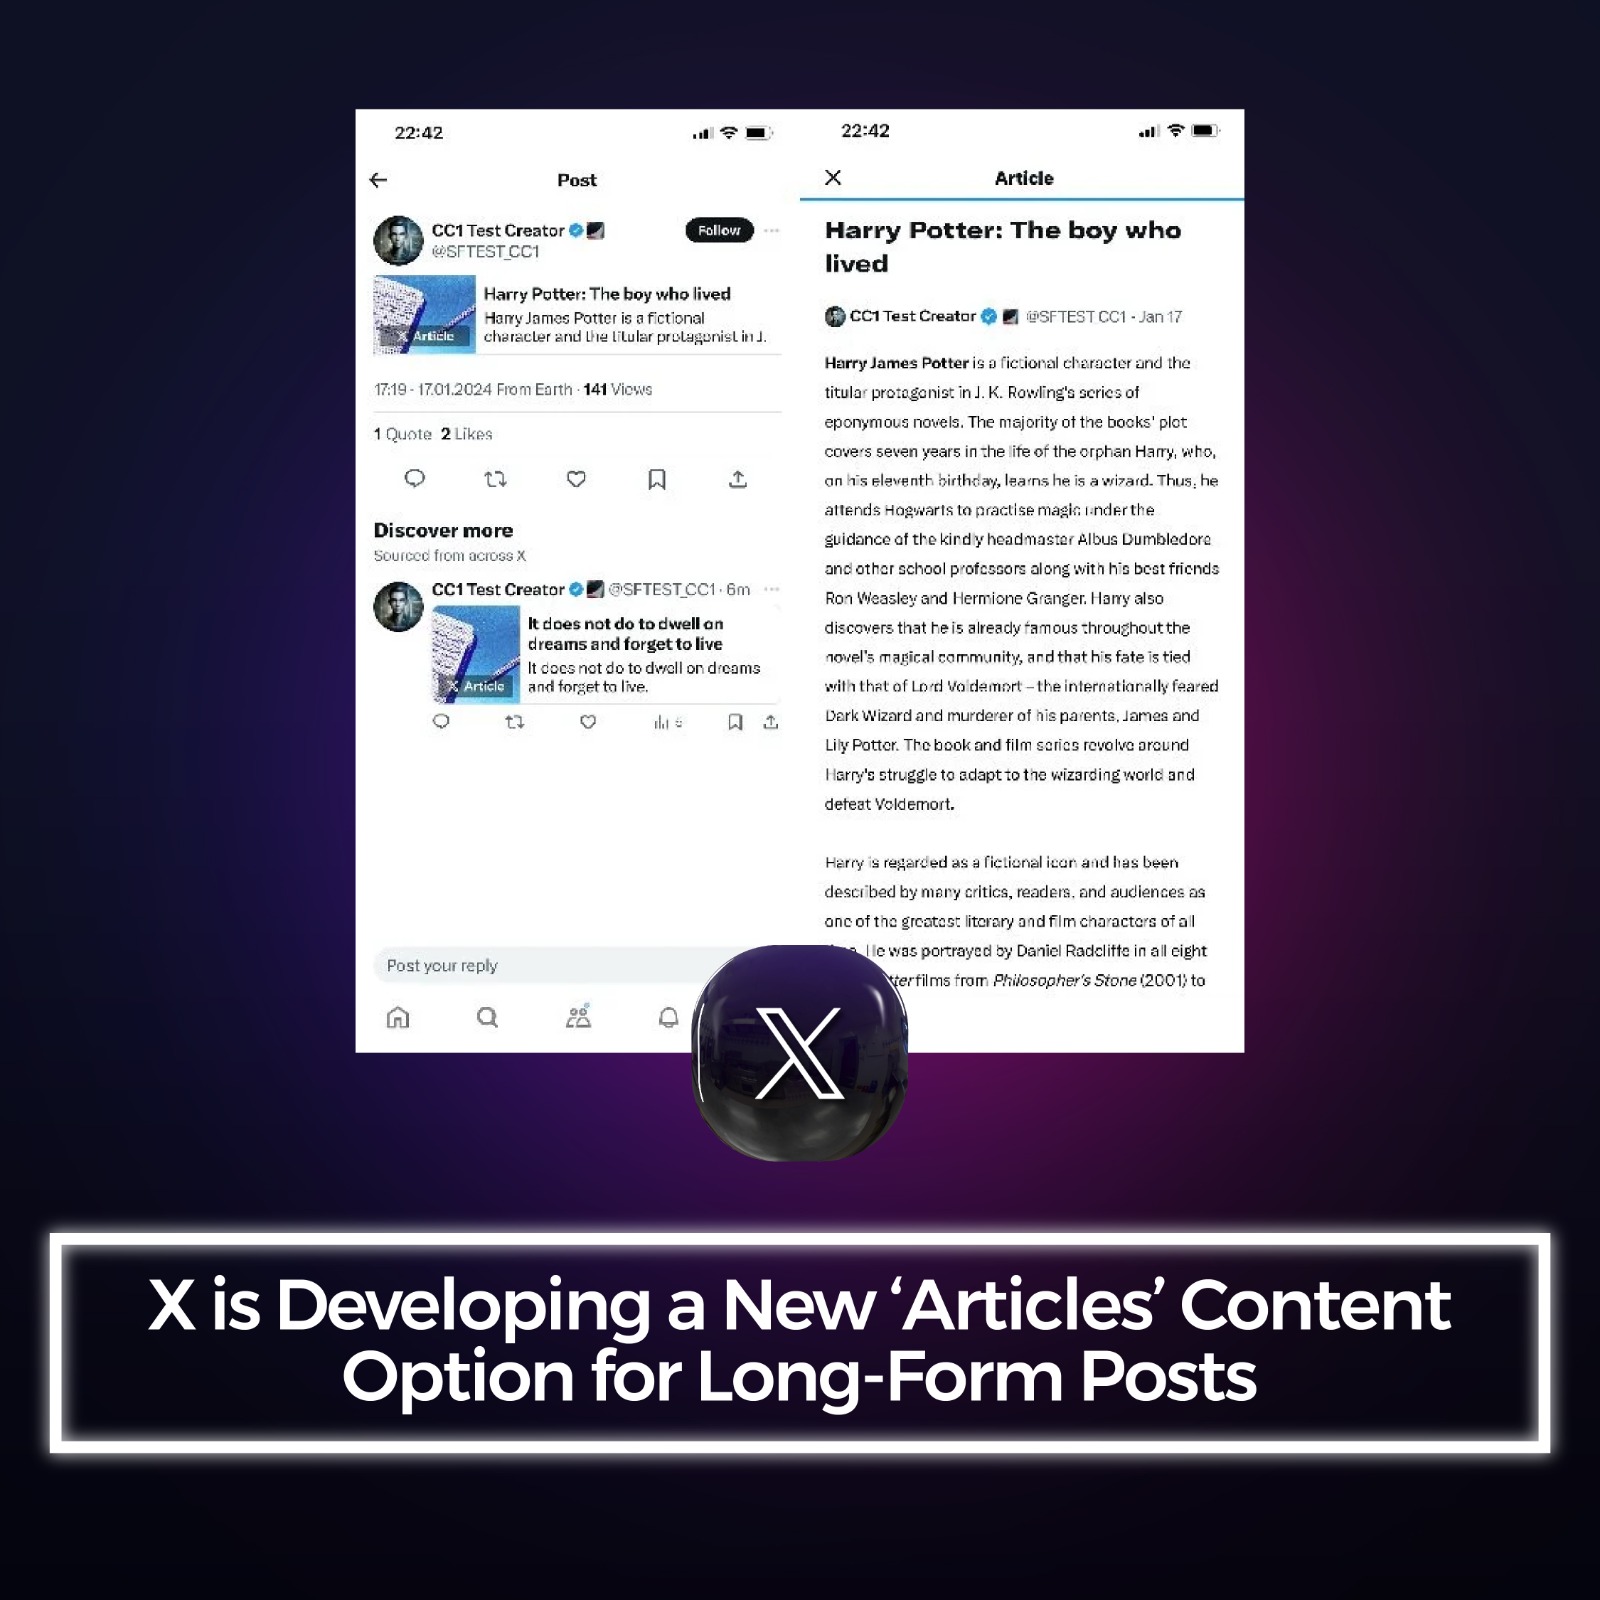 22:42
Post
CC1 Test Creator
Follow
@SFTEST_CC1
Harry Potter: The boy who lived
Harry James Potter is a fictional
character and the titular protagonist in J.
X Article
17:19 · 17.01.2024 From Earth · 141 Views
1 Quote 2 Likes
Discover more
Sourced from across X
CC1 Test Creator @SFTEST_CC1 · 6m
It does not do to dwell on
dreams and forget to live
It does not do to dwell on dreams
and forget to live.
X Article
Post your reply
22:42
Article
Harry Potter: The boy who
lived
CC1 Test Creator @SFTEST CC1 · Jan 17
Harry James Potter is a fictional character and the
titular protagonist in J. K. Rowling's series of
eponymous novels. The majority of the books' plot
covers seven years in the life of the orphan Harry, who,
on his eleventh birthday, learns he is a wizard. Thus, he
attends Hogwarts to practise magic under the
guidance of the kindly headmaster Albus Dumbledore
and other school professors along with his best friends
Ron Weasley and Hermione Granger. Harry also
discovers that he is already famous throughout the
novel's magical community, and that his fate is tied
with that of Lord Voldemort – the internationally feared
Dark Wizard and murderer of his parents, James and
Lily Potter. The book and film series revolve around
Harry's struggle to adapt to the wizarding world and
defeat Voldemort.
Harry is regarded as a fictional icon and has been
described by many critics, readers, and audiences as
one of the greatest literary and film characters of all
He was portrayed by Daniel Radcliffe in all eight
films from Philosopher's Stone (2001) to
X
X is Developing a New ‘Articles’ Content
Option for Long-Form Posts